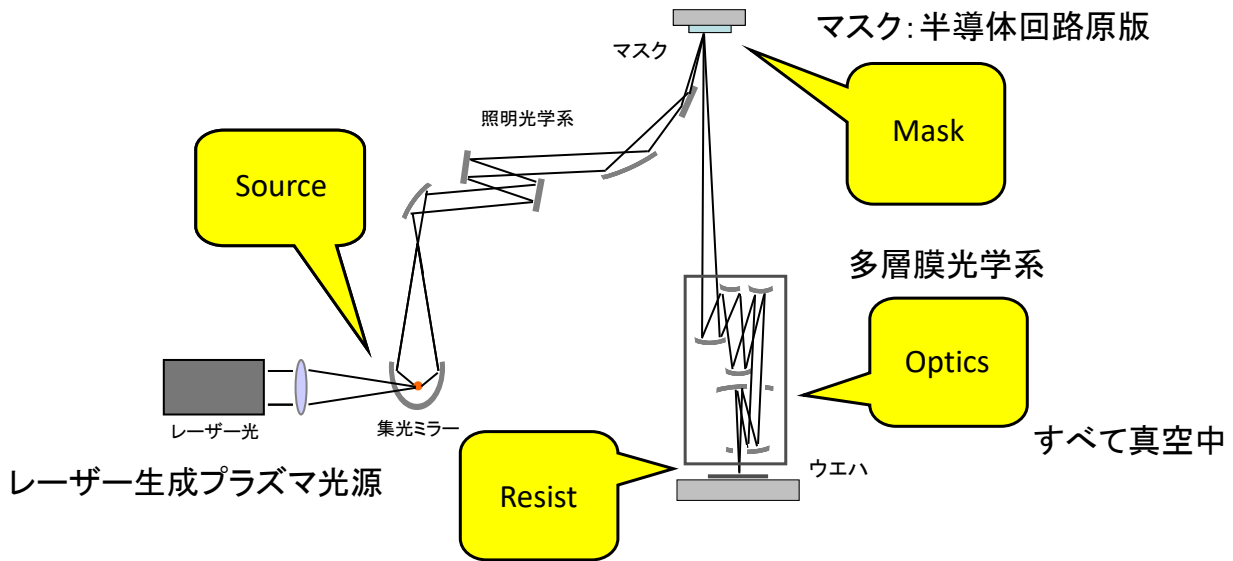 マスク：半導体回路原版
マスク
Mask
照明光学系
Source
多層膜光学系
Optics
レーザー光
集光ミラー
すべて真空中
ウエハ
レーザー生成プラズマ光源
Resist